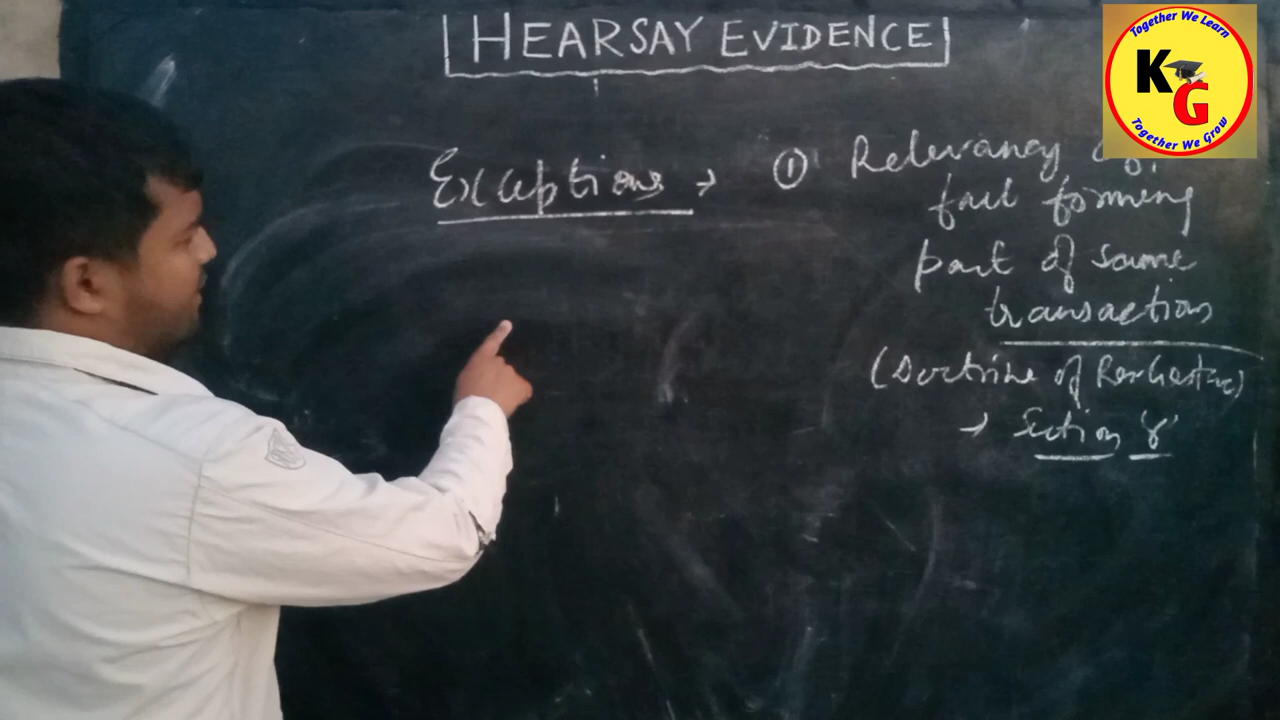 HEARSAY EVIDENCE
Exceptions → ① Relevancy of
fact forming
part of same
transaction
(Doctrine of Res Gestae)
→ Section
Together We Learn
KG
Together We Grow